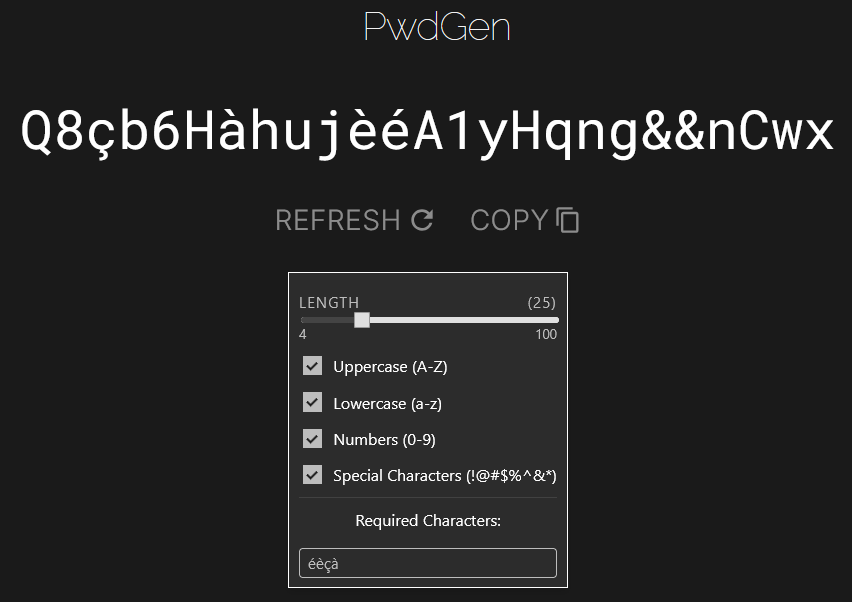 PwdGen
Q8çb6HàhujèéA1yHqng&&nCwx
REFRESH COPY
LENGTH (25)
4 100
Uppercase (A-Z)
Lowercase (a-z)
Numbers (0-9)
Special Characters (!@#$%^&*)
Required Characters:
éèçà